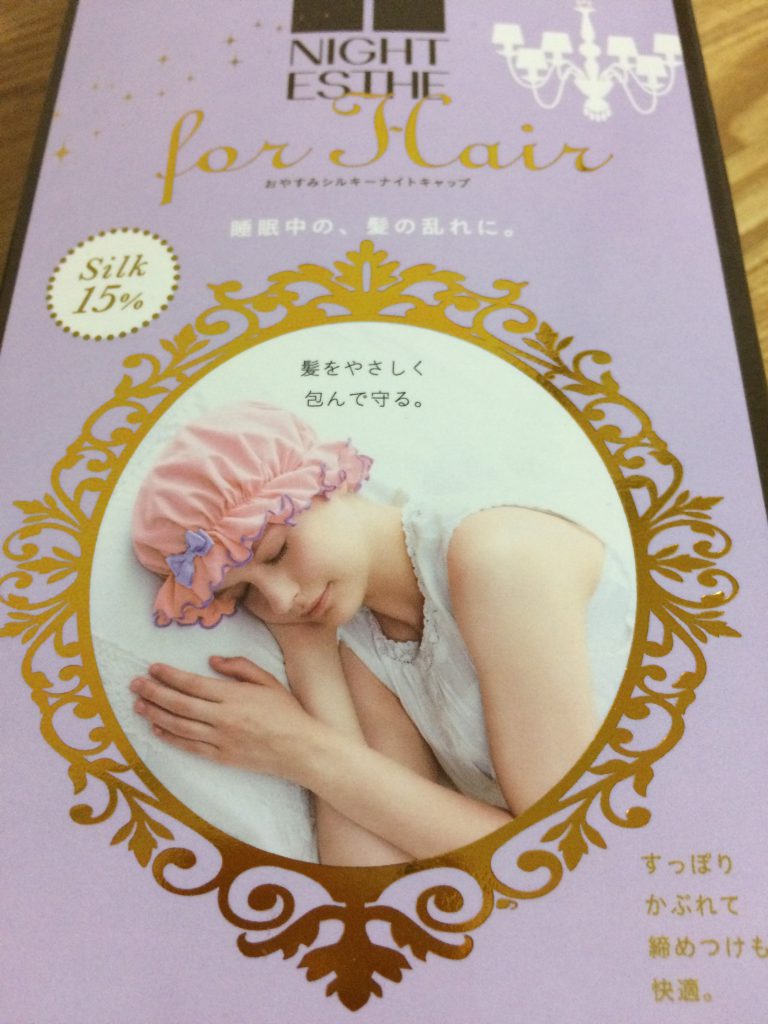 NIGHT
ESTHE
for Hair
おやすみシルキーナイトキャップ
睡眠中の、髪の乱れに。
Silk
15%
髪をやさしく
包んで守る。
すっぽり
かぶれて
締めつけも
快適。